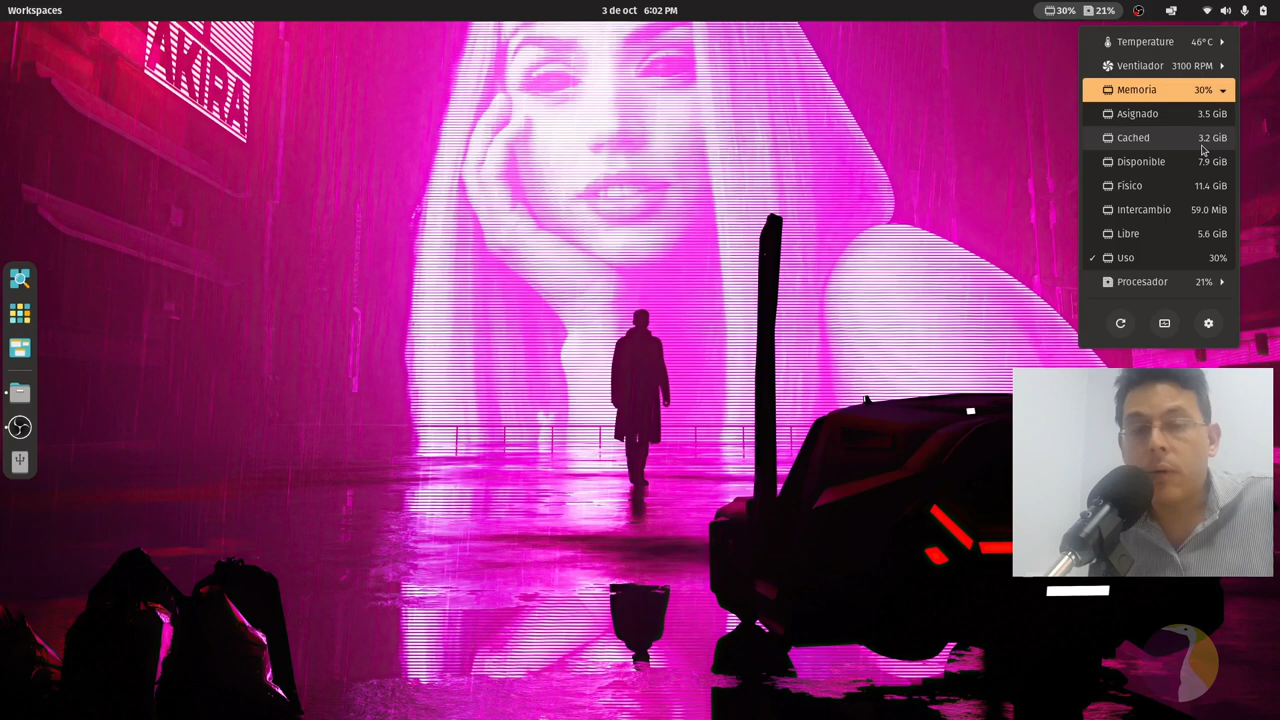 Workspaces
3 de oct 6:02 PM
30% 21%
AKIRA
Temperature 46°C
Ventilador 3100 RPM
Memoria 30%
Asignado 3.5 GiB
Cached 3.2 GiB
Disponible 7.9 GiB
Físico 11.4 GiB
Intercambio 59.0 MiB
Libre 5.6 GiB
✓ Uso 30%
Procesador 21%